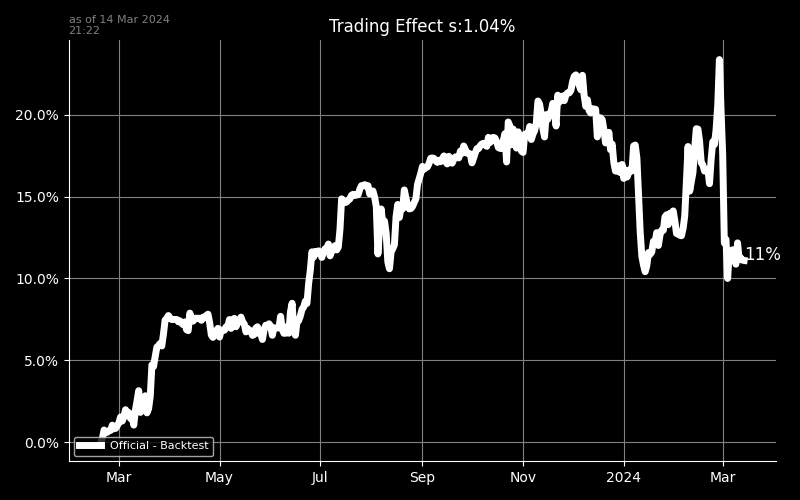 as of 14 Mar 2024
21:22
Trading Effect s:1.04%
20.0%
15.0%
10.0%
5.0%
0.0%
11%
Official - Backtest
Mar May Jul Sep Nov 2024 Mar